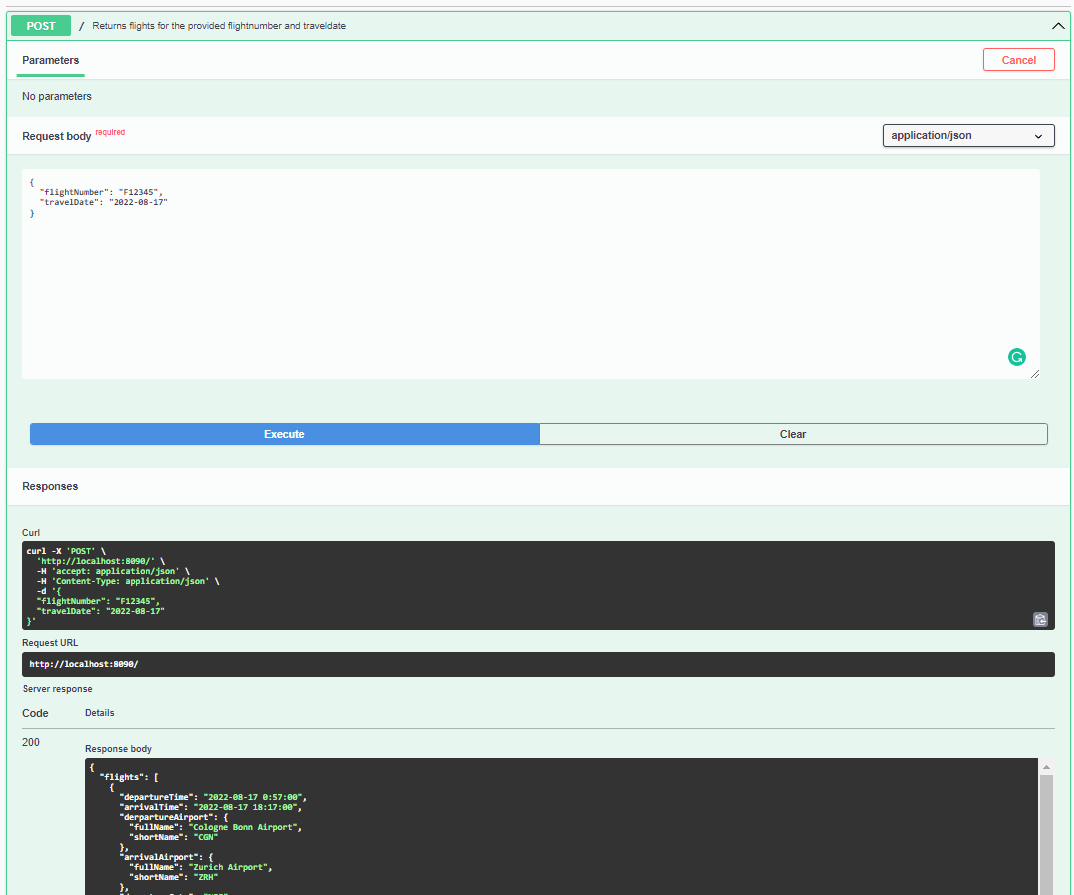 POST / Returns flights for the provided flightnumber and traveldate
Parameters
Cancel
No parameters
Request body required
application/json
{
"flightNumber": "F12345",
"travelDate": "2022-08-17"
}
Execute
Clear
Responses
Curl
curl -X 'POST' \
'http://localhost:8090/' \
-H 'accept: application/json' \
-H 'Content-Type: application/json' \
-d '{
"flightNumber": "F12345",
"travelDate": "2022-08-17"
}'
Request URL
http://localhost:8090/
Server response
Code Details
200
Response body
{
"flights": [
{
"departureTime": "2022-08-17 0:57:00",
"arrivalTime": "2022-08-17 18:17:00",
"derpartureAirport": {
"fullName": "Cologne Bonn Airport",
"shortName": "CGN"
},
"arrivalAirport": {
"fullName": "Zurich Airport",
"shortName": "ZRH"
},